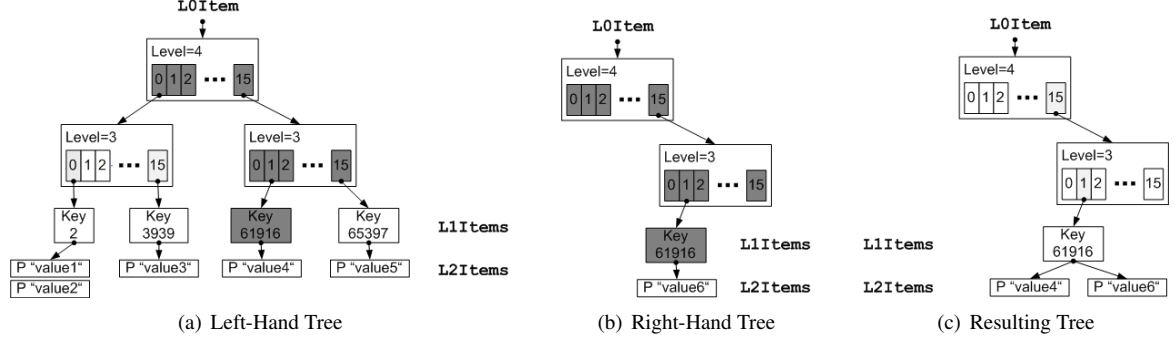 L0Item
Level=4
0 1 2 ... 15
Level=3
0 1 2 ... 15
Level=3
0 1 2 ... 15
Key
2
Key
3939
Key
61916
Key
65397
L1Items
P "value1"
P "value2"
P "value3"
P "value4"
P "value5"
L2Items
(a) Left-Hand Tree
L0Item
Level=4
0 1 2 ... 15
Level=3
0 1 2 ... 15
Key
61916
L1Items
P "value6"
L2Items
(b) Right-Hand Tree
L0Item
Level=4
0 1 2 ... 15
Level=3
0 1 2 ... 15
L1Items
Key
61916
L2Items
P "value4"
P "value6"
(c) Resulting Tree